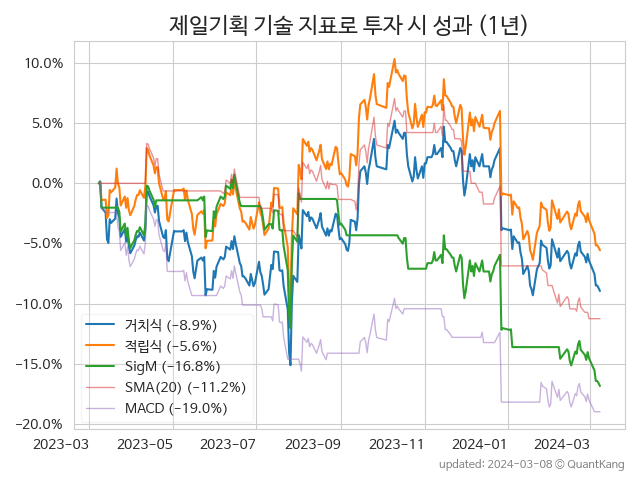 제일기획 기술 지표로 투자 시 성과 (1년)
10.0%
5.0%
0.0%
−5.0%
−10.0%
−15.0%
−20.0%
거치식 (−8.9%)
적립식 (−5.6%)
SigM (−16.8%)
SMA(20) (−11.2%)
MACD (−19.0%)
2023-03 2023-05 2023-07 2023-09 2023-11 2024-01 2024-03
updated: 2024-03-08 ⓒ QuantKang